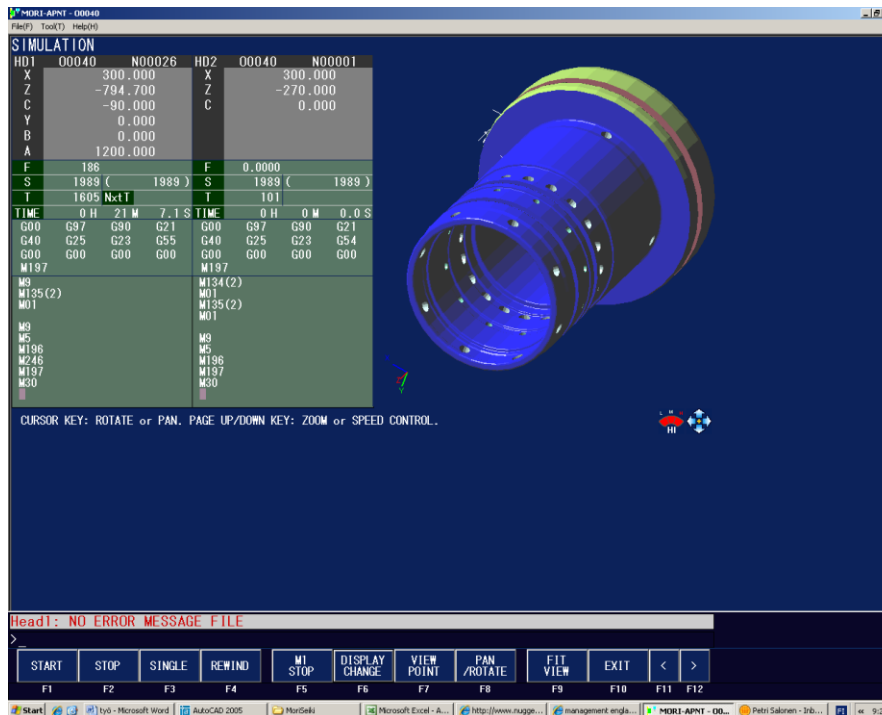 MORI-APNT - O0040
File(F) Tool(T) Help(H)
SIMULATION
HD1 O0040 N00026 HD2 O0040 N00001
X 300.000 X 300.000
Z -794.700 Z -270.000
C -90.000 C 0.000
Y 0.000
B 0.000
A 1200.000
F 186 F 0.0000
S 1989 ( 1989 ) S 1989 ( 1989 )
T 1605 NxtT T 101
TIME 0 H 21 M 7.1 S TIME 0 H 0 M 0.0 S
G00 G97 G90 G21 G00 G97 G90 G21
G40 G25 G23 G55 G40 G25 G23 G54
G00 G00 G00 G00 G00 G00 G00 G00
M197 M197
M9 M134(2)
M135(2) M01
M01 M135(2)
M01
M9 M9
M5 M5
M196 M196
M246 M197
M197 M30
M30
CURSOR KEY: ROTATE or PAN. PAGE UP/DOWN KEY: ZOOM or SPEED CONTROL.
L M H
HI
Y
Head1: NO ERROR MESSAGE FILE
>_
START STOP SINGLE REWIND M1 STOP DISPLAY CHANGE VIEW POINT PAN /ROTATE FIT VIEW EXIT < >
F1 F2 F3 F4 F5 F6 F7 F8 F9 F10 F11 F12
Start työ - Microsoft Word AutoCAD 2005 MoriSeiki Microsoft Excel - A... http://www.nugge... management engla... MORI-APNT - O0... Petri Salonen - Inb... FI « 9:2